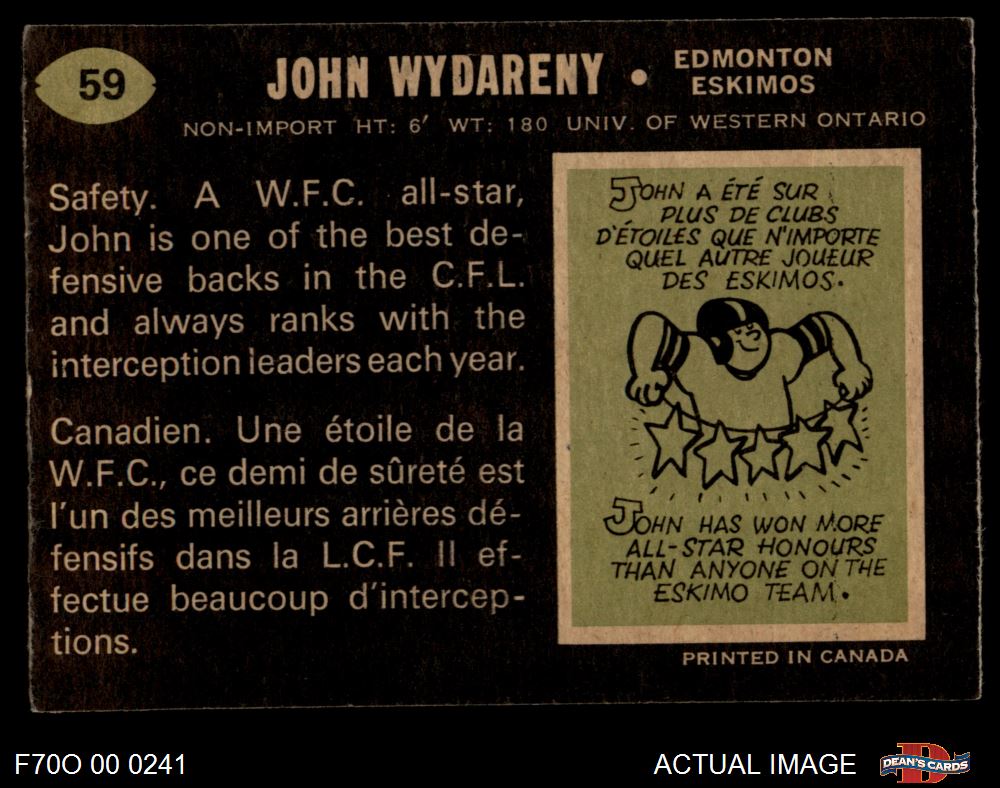 59
JOHN WYDARENY • EDMONTON ESKIMOS
NON-IMPORT HT: 6′ WT: 180 UNIV. OF WESTERN ONTARIO
Safety. A W.F.C. all-star,
John is one of the best de-
fensive backs in the C.F.L.
and always ranks with the
interception leaders each year.
Canadien. Une étoile de la
W.F.C., ce demi de sûreté est
l'un des meilleurs arrières dé-
fensifs dans la L.C.F. Il ef-
fectue beaucoup d'intercep-
tions.
JOHN A ÉTÉ SUR
PLUS DE CLUBS
D'ÉTOILES QUE N'IMPORTE
QUEL AUTRE JOUEUR
DES ESKIMOS.
JOHN HAS WON MORE
ALL-STAR HONOURS
THAN ANYONE ON THE
ESKIMO TEAM.
PRINTED IN CANADA
F70O 00 0241
ACTUAL IMAGE
D
DEAN'S CARDS